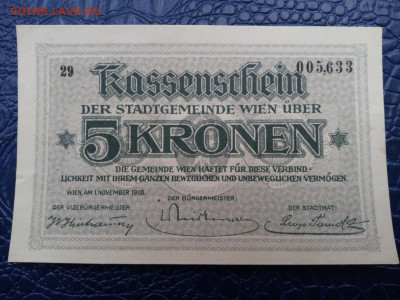 COINS.LAVE.RU
29 005,633
Kassenschein
DER STADTGEMEINDE WIEN ÜBER
5 KRONEN
DIE GEMEINDE WIEN HAFTET FÜR DIESE VERBIND-
LICHKEIT MIT IHREM GANZEN BEWEGLICHEN UND UNBEWEGLICHEN VERMÖGEN.
WIEN AM 1. NOVEMBER 1918.
DER VIZEBÜRGERMEISTER: DER BÜRGERMEISTER: DER STADTRAT: